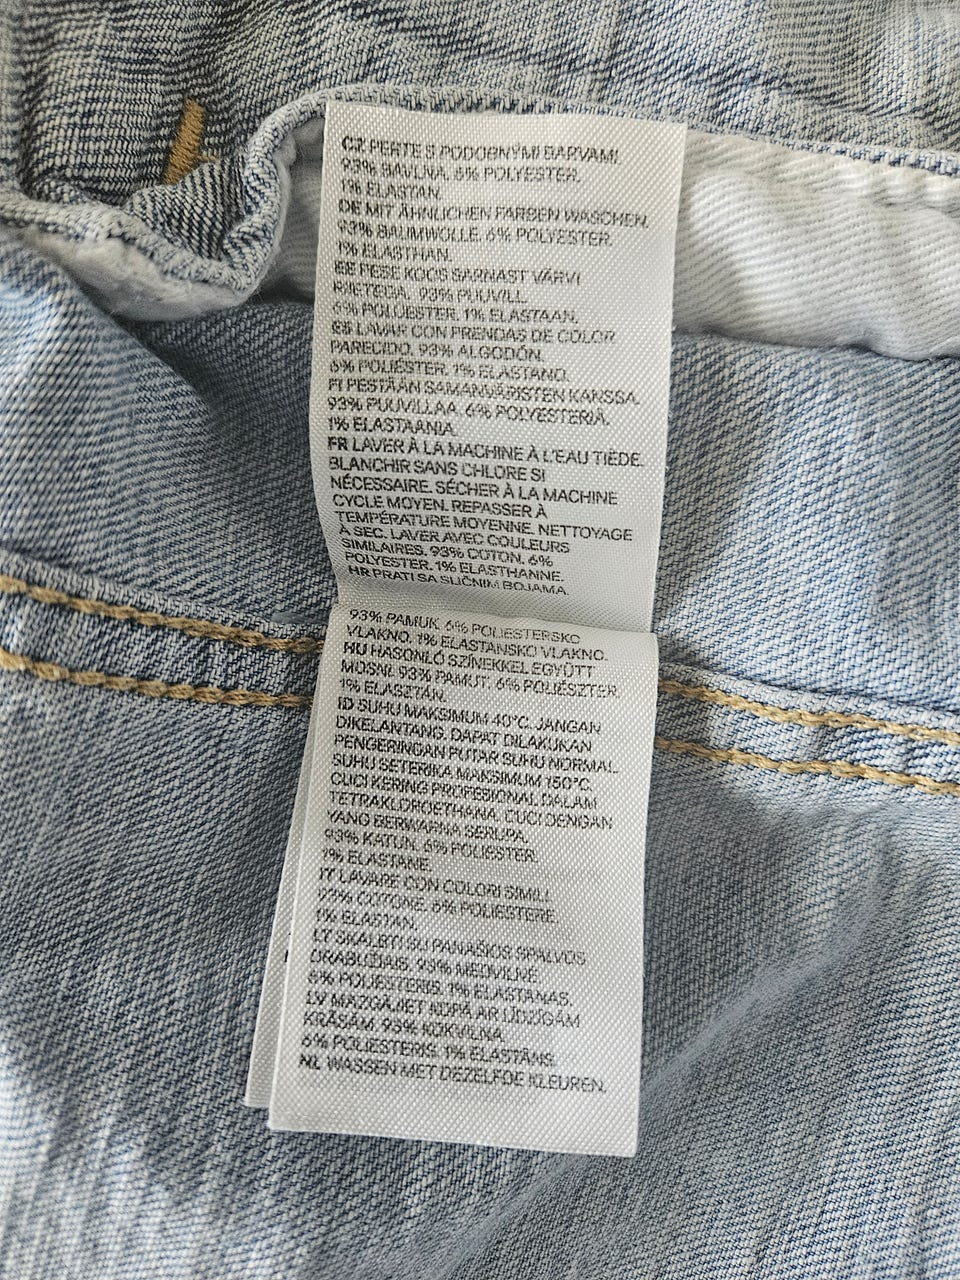 CZ PERTE S PODOBNÝMI BARVAMI.
93% BAVLNA. 6% POLYESTER.
1% ELASTAN.
DE MIT ÄHNLICHEN FARBEN WASCHEN.
93% BAUMWOLLE. 6% POLYESTER.
1% ELASTHAN.
EE PESE KOOS SARNAST VÄRVI
RIIETEGA. 93% PUUVILL.
6% POLÜESTER. 1% ELASTAAN.
ES LAVAR CON PRENDAS DE COLOR
PARECIDO. 93% ALGODÓN.
6% POLIÉSTER. 1% ELASTANO.
FI PESTÄÄN SAMANVÄRISTEN KANSSA.
93% PUUVILLAA. 6% POLYESTERIÄ.
1% ELASTAANIA.
FR LAVER À LA MACHINE À L'EAU TIÈDE.
BLANCHIR SANS CHLORE SI
NÉCESSAIRE. SÉCHER À LA MACHINE
CYCLE MOYEN. REPASSER À
TEMPÉRATURE MOYENNE. NETTOYAGE
À SEC. LAVER AVEC COULEURS
SIMILAIRES. 93% COTON. 6%
POLYESTER. 1% ELASTHANNE.
HR PRATI SA SLIČNIM BOJAMA.
93% PAMUK. 6% POLIESTERSKO
VLAKNO. 1% ELASTANSKO VLAKNO.
HU HASONLÓ SZÍNEKKEL EGYÜTT
MOSNI. 93% PAMUT. 6% POLIÉSZTER.
1% ELASZTÁN.
ID SUHU MAKSIMUM 40°C. JANGAN
DIKELANTANG. DAPAT DILAKUKAN
PENGERINGAN PUTAR SUHU NORMAL.
SUHU SETERIKA MAKSIMUM 150°C.
CUCI KERING PROFESIONAL DALAM
TETRAKLOROETHANA. CUCI DENGAN
YANG BERWARNA SERUPA.
93% KATUN. 6% POLIESTER.
1% ELASTANE.
IT LAVARE CON COLORI SIMILI.
93% COTONE. 6% POLIESTERE.
1% ELASTAN.
LT SKALBTI SU PANAŠIOS SPALVOS
DRABUŽIAIS. 93% MEDVILNĖ.
6% POLIESTERIS. 1% ELASTANAS.
LV MAZGĀJIET KOPĀ AR LĪDZĪGĀM
KRĀSĀM. 93% KOKVILNA.
6% POLIESTERIS. 1% ELASTĀNS.
NL WASSEN MET DEZELFDE KLEUREN.